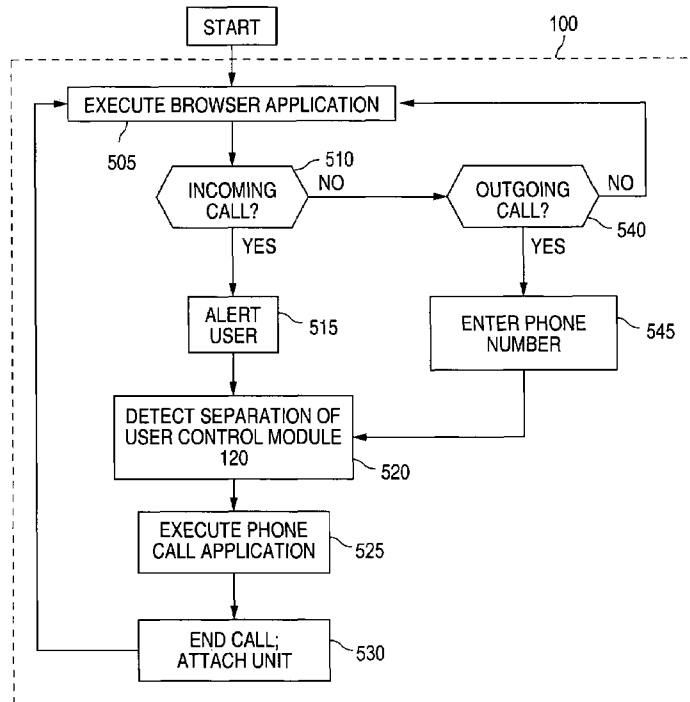 START
100
EXECUTE BROWSER APPLICATION
505
510
INCOMING
CALL?
NO
OUTGOING
CALL?
NO
540
YES
YES
ALERT
USER
515
ENTER PHONE
NUMBER
545
DETECT SEPARATION OF
USER CONTROL MODULE
120
520
EXECUTE PHONE
CALL APPLICATION
525
END CALL;
ATTACH UNIT
530